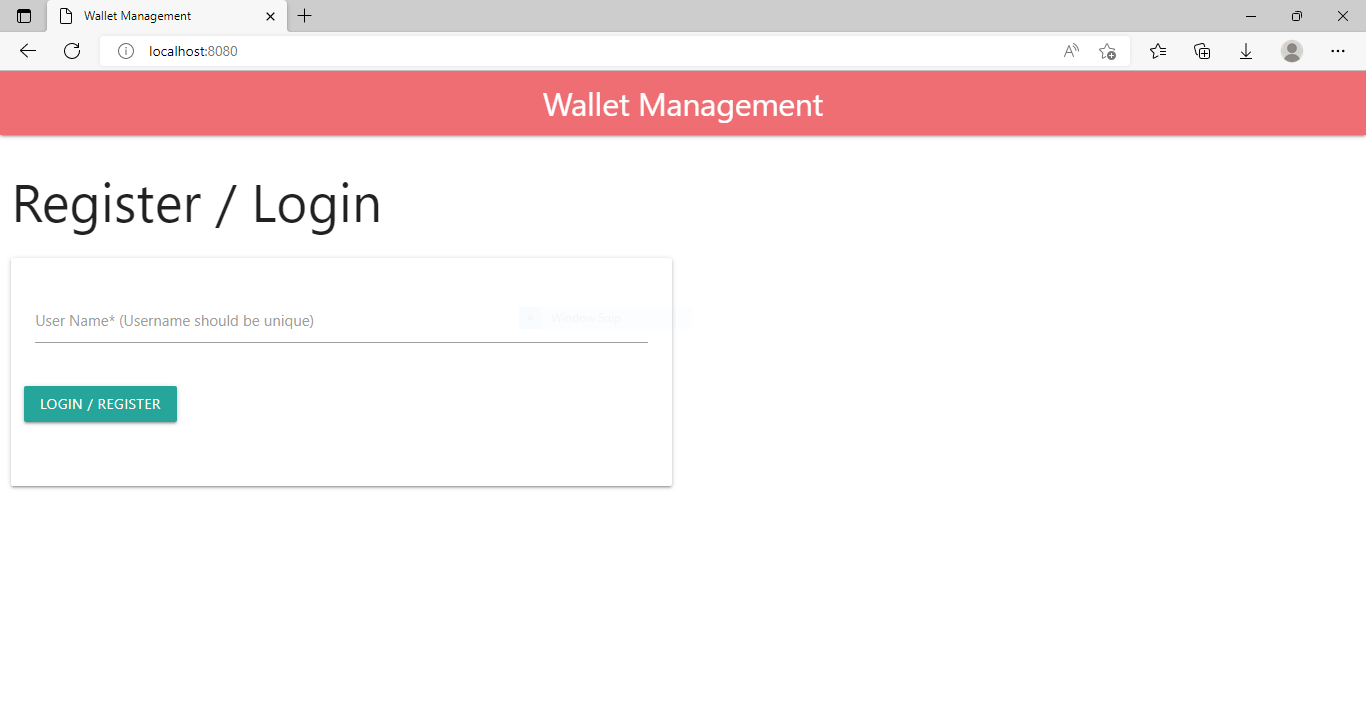 Wallet Management
localhost:8080
Wallet Management
Register / Login
User Name* (Username should be unique)
Window Snip
LOGIN / REGISTER